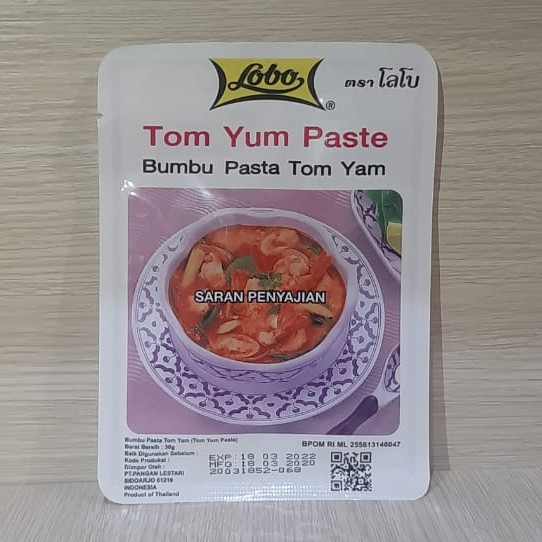 Lobo ®
ตรา โลโบ
Tom Yum Paste
Bumbu Pasta Tom Yam
SARAN PENYAJIAN
Bumbu Pasta Tom Yam (Tom Yum Paste)
Berat Bersih : 30g
Baik Digunakan Sebelum :
Kode Produksi :
Diimpor Oleh :
PT.PANGAN LESTARI
SIDOARJO 61219
INDONESIA
Product of Thailand
EXP 18 03 2022
MFG 18 03 2020
20031852-068
BPOM RI ML 255613146047